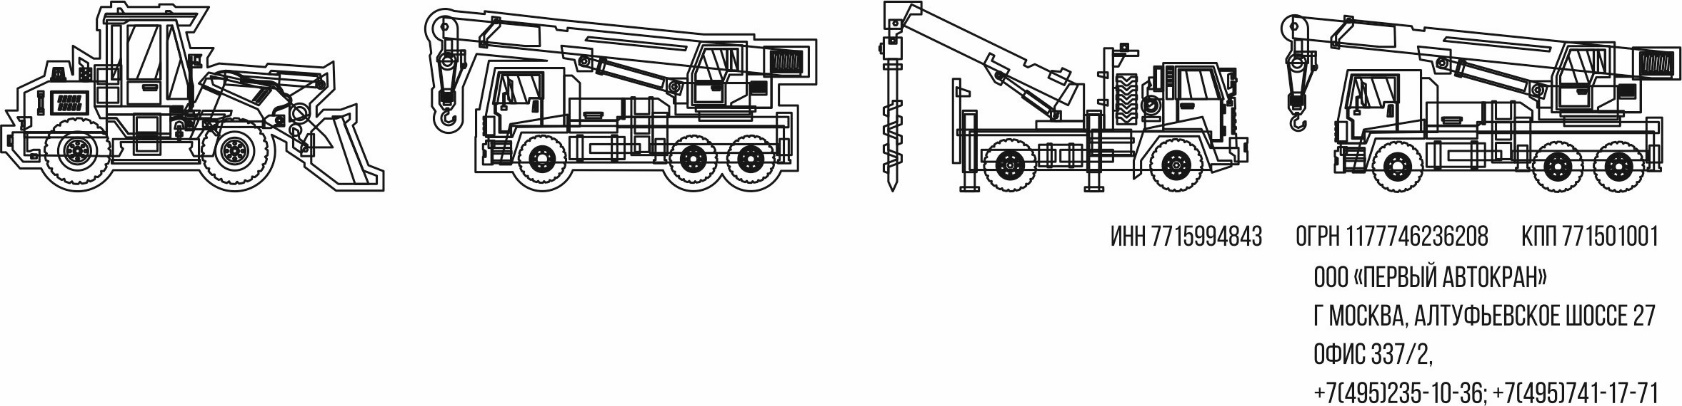 ИНН 7715994843 ОГРН 1177746236208 КПП 771501001
ООО «ПЕРВЫЙ АВТОКРАН»
Г МОСКВА, АЛТУФЬЕВСКОЕ ШОССЕ 27
ОФИС 337/2,
+7(495)235-10-36; +7(495)741-17-71